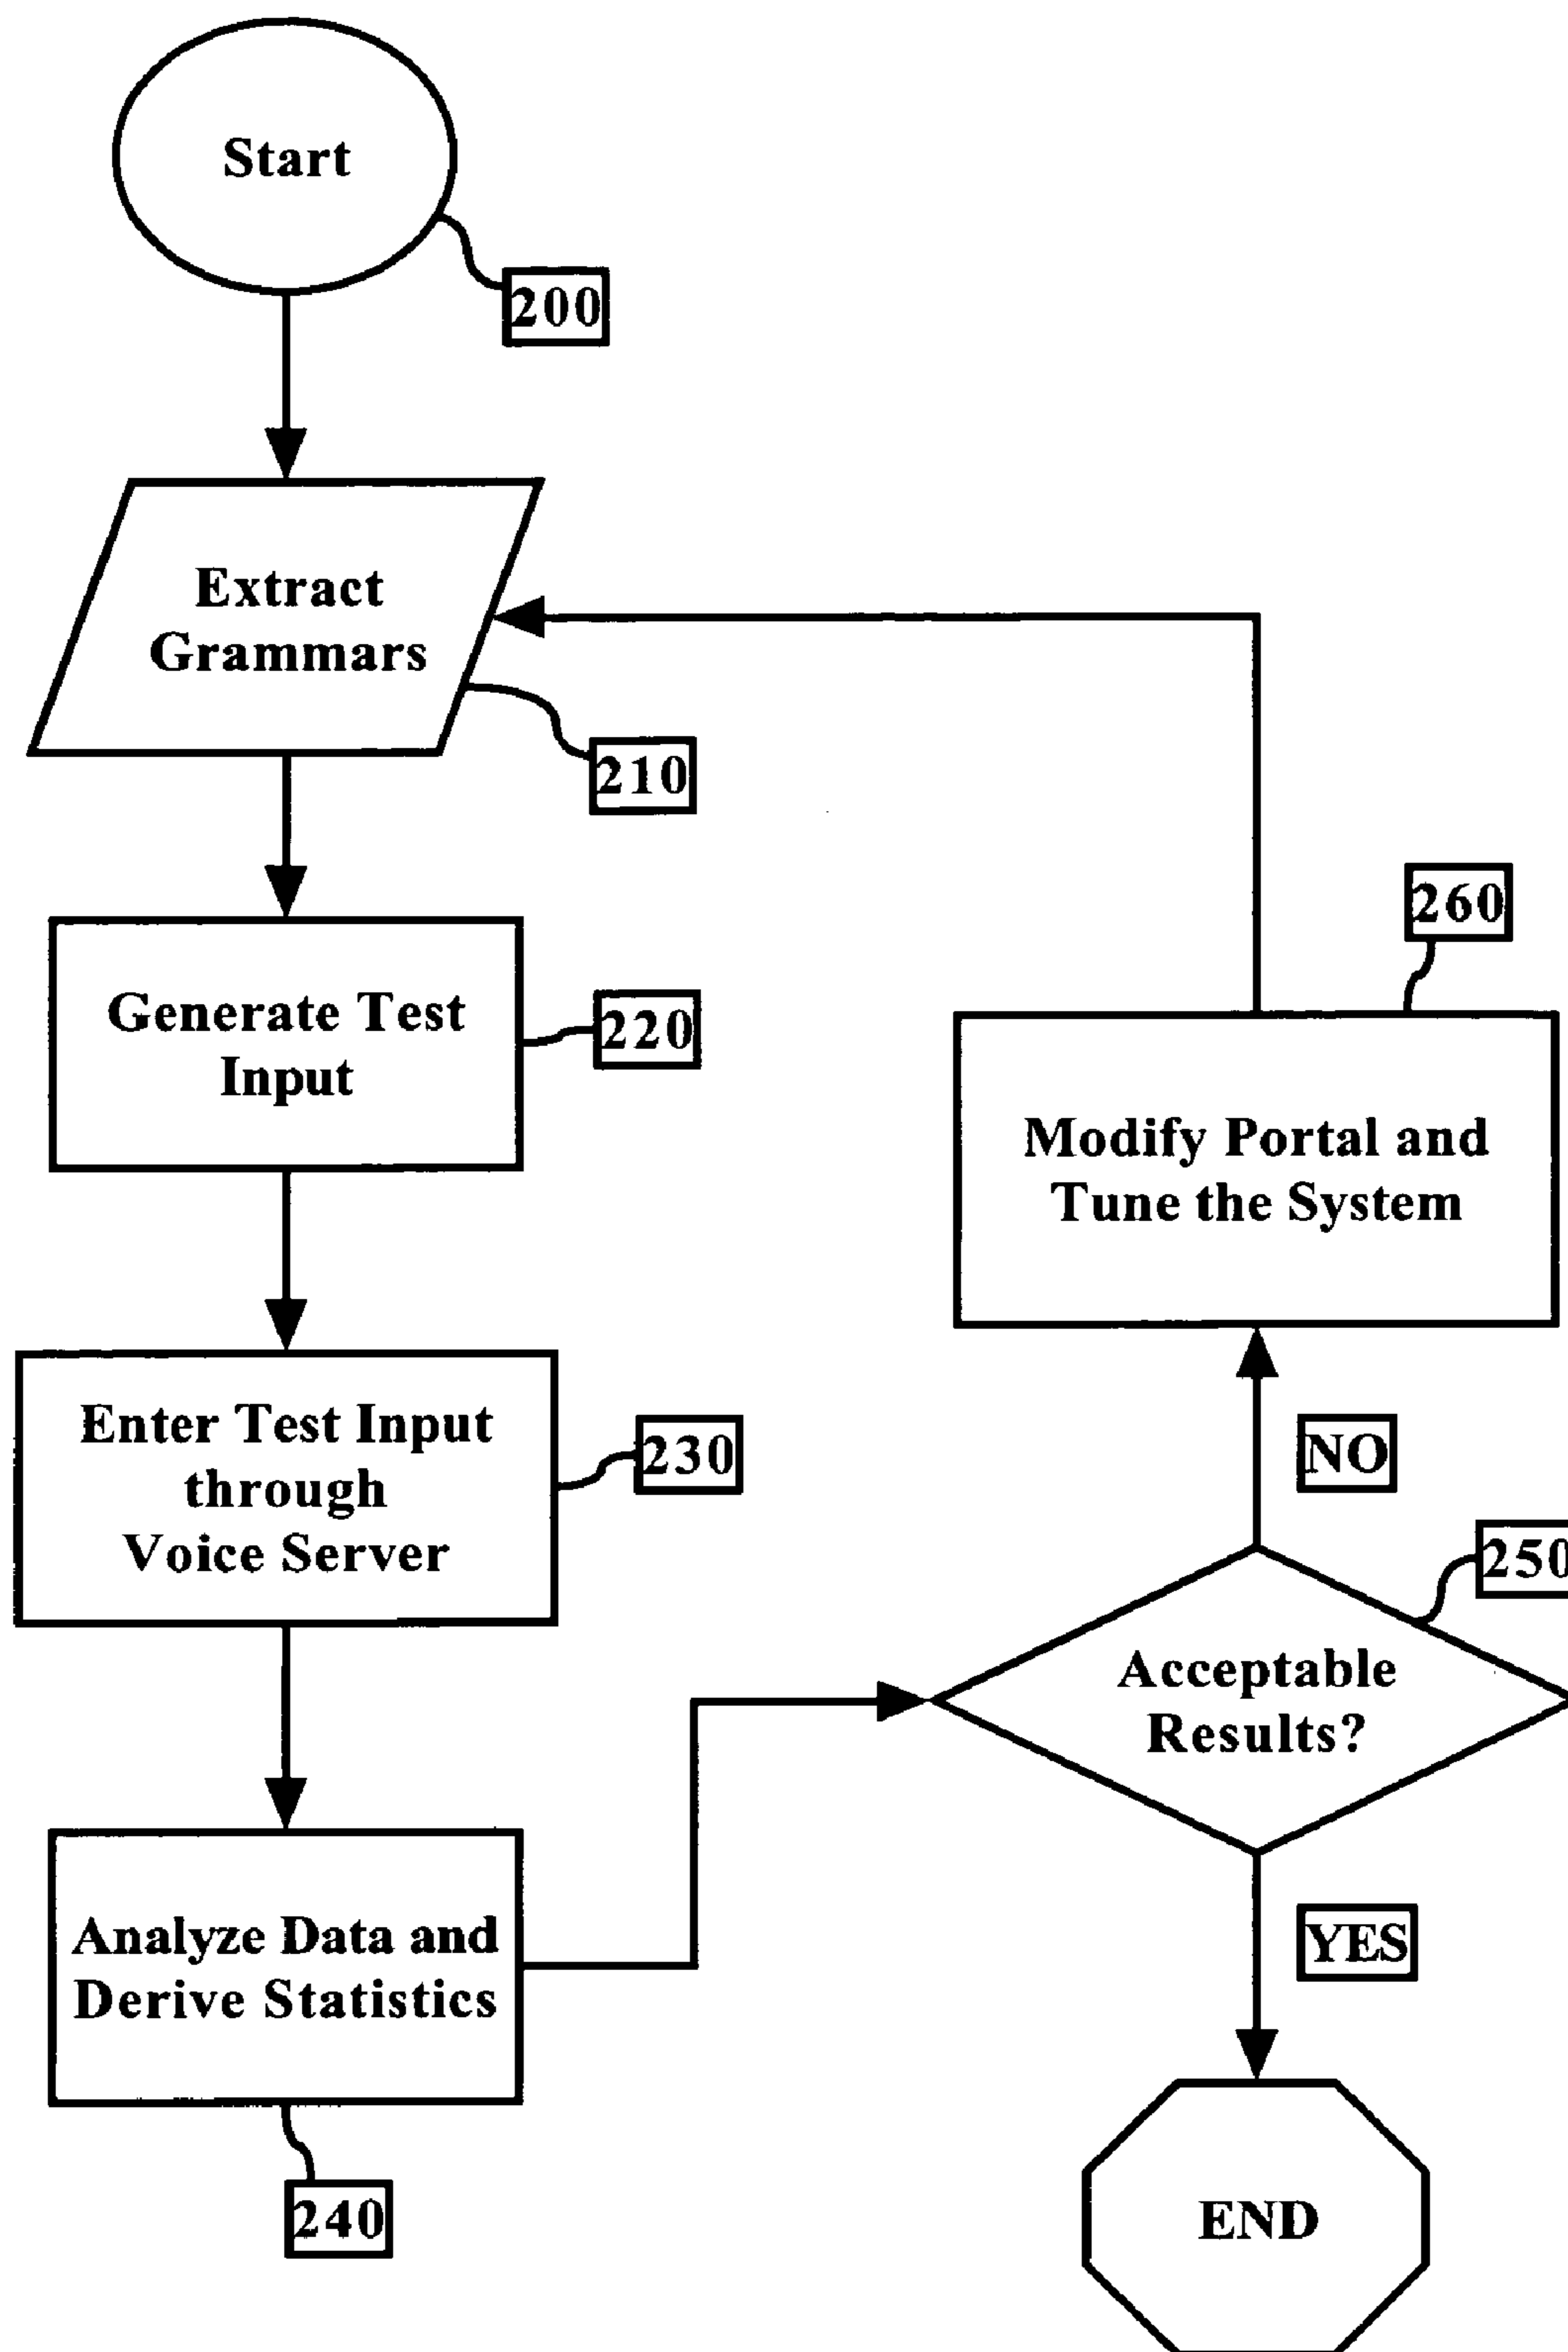 Start
200
Extract
Grammars
210
Generate Test
Input
220
Enter Test Input
through
Voice Server
230
Analyze Data and
Derive Statistics
240
Acceptable
Results?
250
NO
Modify Portal and
Tune the System
260
YES
END